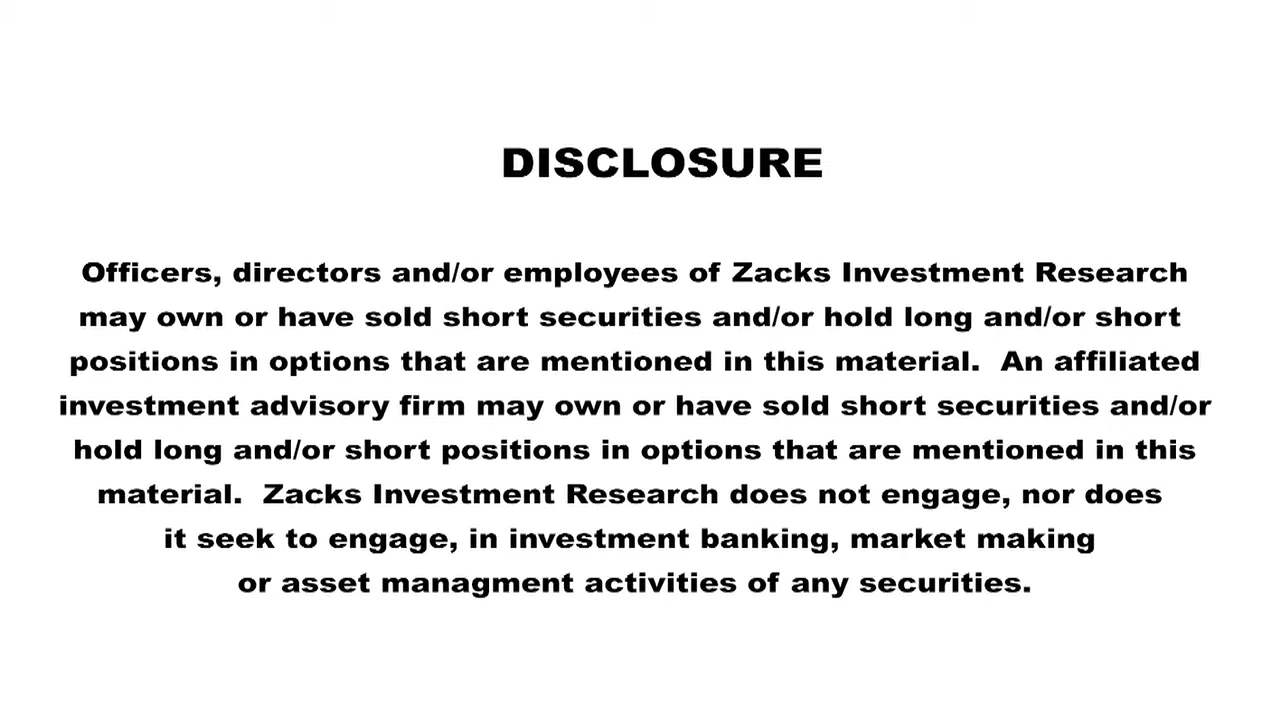 DISCLOSURE
Officers, directors and/or employees of Zacks Investment Research
may own or have sold short securities and/or hold long and/or short
positions in options that are mentioned in this material.  An affiliated
investment advisory firm may own or have sold short securities and/or
hold long and/or short positions in options that are mentioned in this
material.  Zacks Investment Research does not engage, nor does
it seek to engage, in investment banking, market making
or asset managment activities of any securities.